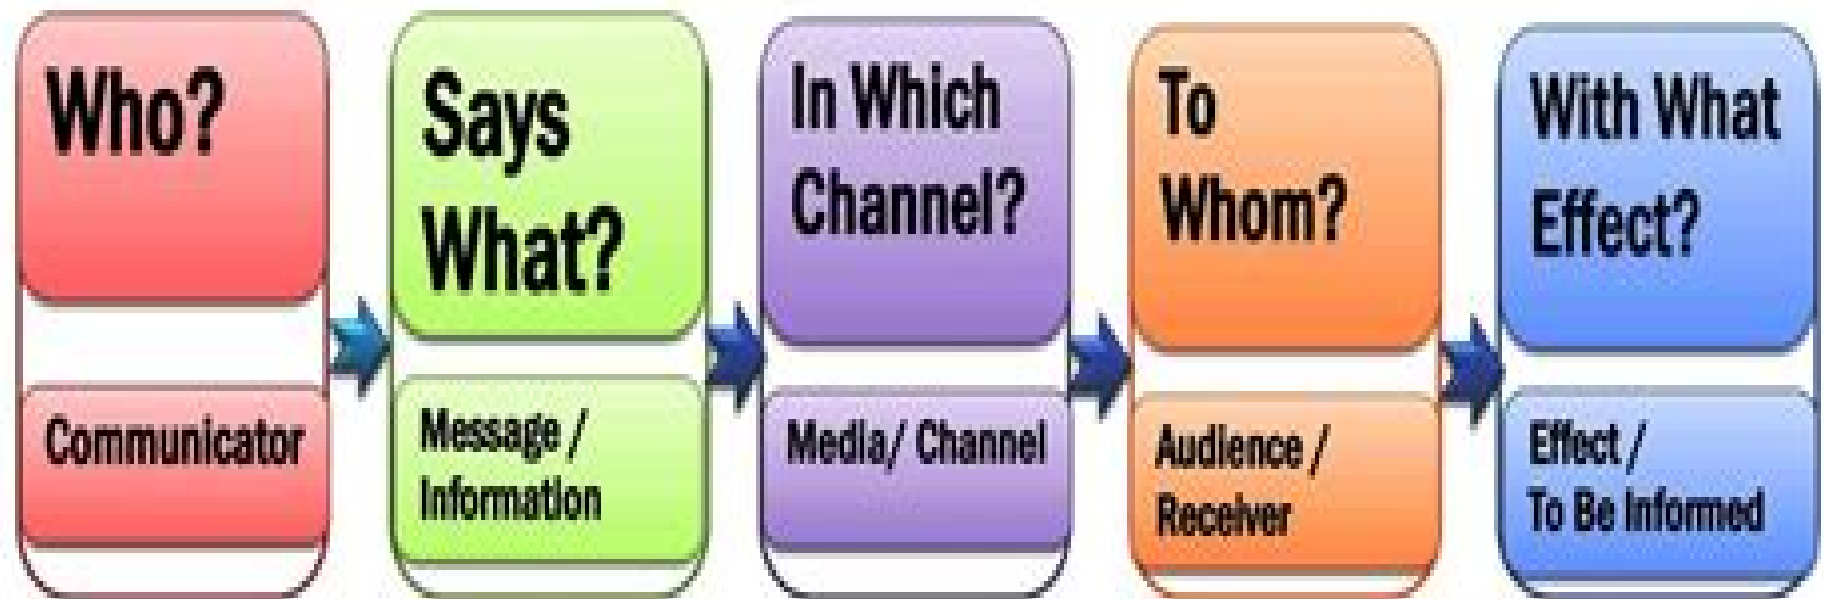 Who?
Communicator
Says
What?
Message /
Information
In Which
Channel?
Media/ Channel
To
Whom?
Audience /
Receiver
With What
Effect?
Effect /
To Be Informed